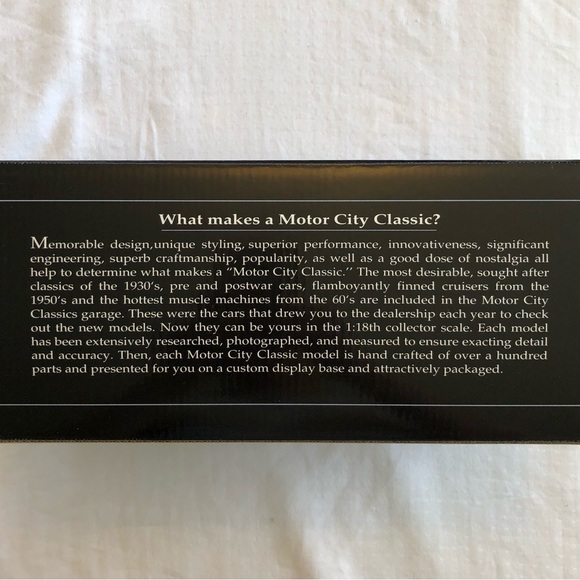 What makes a Motor City Classic?
Memorable design,unique styling, superior performance, innovativeness, significant
engineering, superb craftmanship, popularity, as well as a good dose of nostalgia all
help to determine what makes a “Motor City Classic.’’ The most desirable, sought after
classics of the 1930’s, pre and postwar cars, flamboyantly finned cruisers from the
1950’s and the hottest muscle machines from the 60’s are included in the Motor City
Classics garage. These were the cars that drew you to the dealership each year to check
out the new models. Now they can be yours in the 1:18th collector scale. Each model
has been extensively researched, photographed, and measured to ensure exacting detail
and accuracy. Then, each Motor City Classic model is hand crafted of over a hundred
parts and presented for you on a custom display base and attractively packaged.